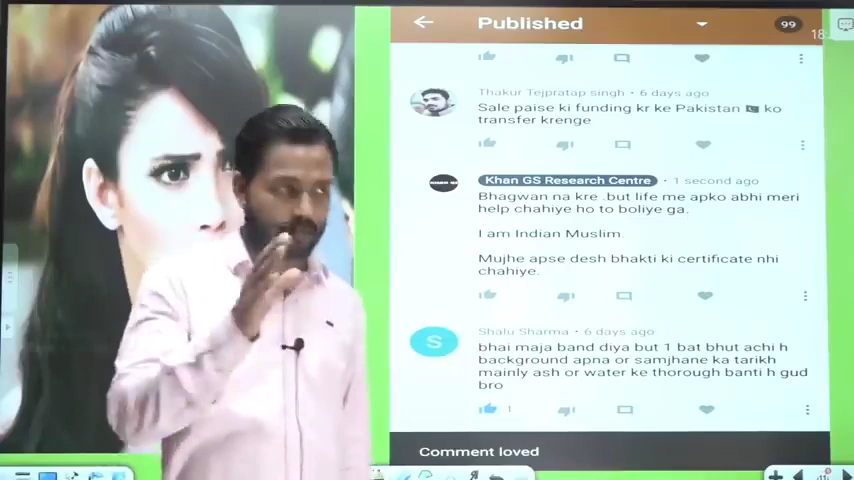 Published
99
18
Thakur Tejpratap singh • 6 days ago
Sale paise ki funding kr ke Pakistan 🇵🇰 ko
transfer krenge
KHAN GS
Khan GS Research Centre • 1 second ago
Bhagwan na kre .but life me apko abhi meri
help chahiye ho to boliye ga.
I am Indian Muslim.
Mujhe apse desh bhakti ki certificate nhi
chahiye.
S
Shalu Sharma • 6 days ago
bhai maja band diya but 1 bat bhut achi h
background apna or samjhane ka tarikh
mainly ash or water ke thorough banti h gud
bro
1
Comment loved